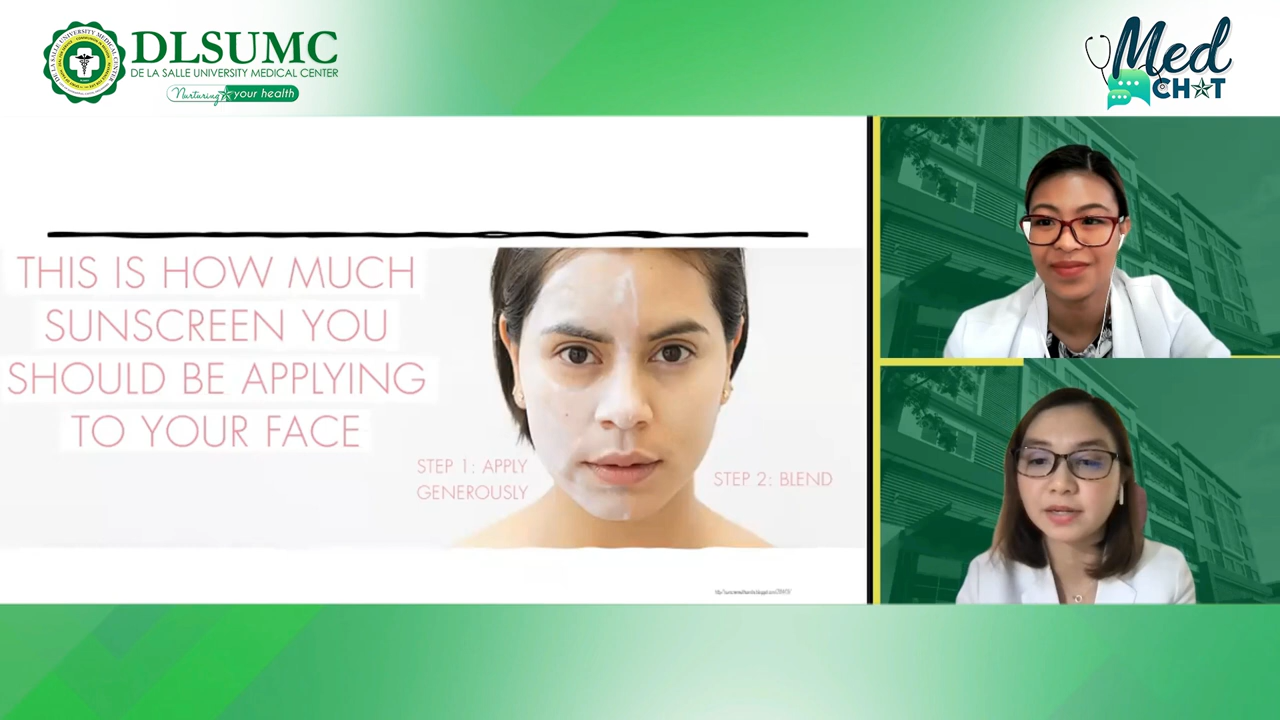 DLSUMC
DE LA SALLE UNIVERSITY MEDICAL CENTER
Nurturing your health
Med
CHAT
THIS IS HOW MUCH
SUNSCREEN YOU
SHOULD BE APPLYING
TO YOUR FACE
STEP 1: APPLY
GENEROUSLY
STEP 2: BLEND